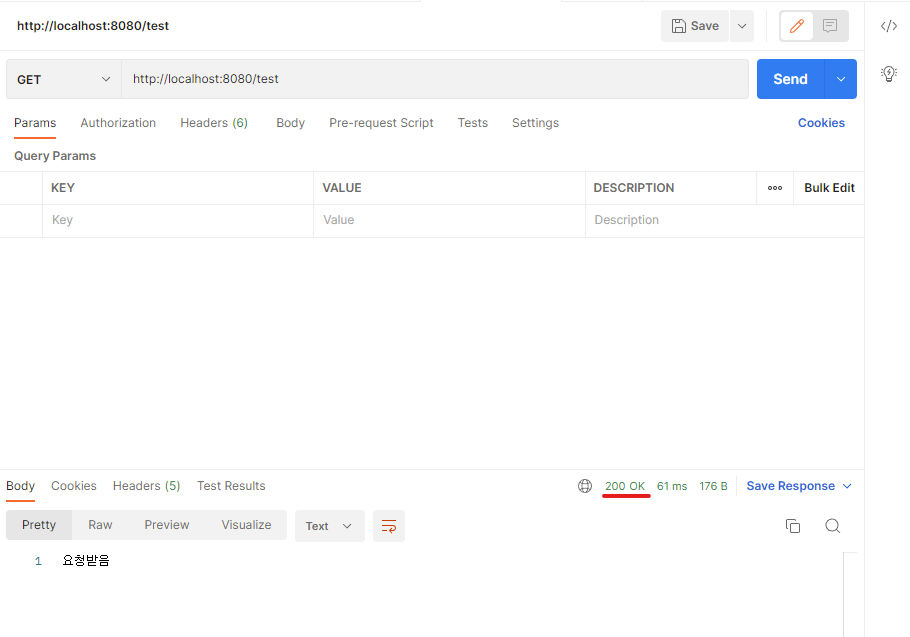 http://localhost:8080/test Save
GET http://localhost:8080/test Send
Params Authorization Headers (6) Body Pre-request Script Tests Settings Cookies
Query Params
KEY VALUE DESCRIPTION Bulk Edit
Key Value Description
Body Cookies Headers (5) Test Results 200 OK 61 ms 176 B Save Response
Pretty Raw Preview Visualize Text
1 요청받음